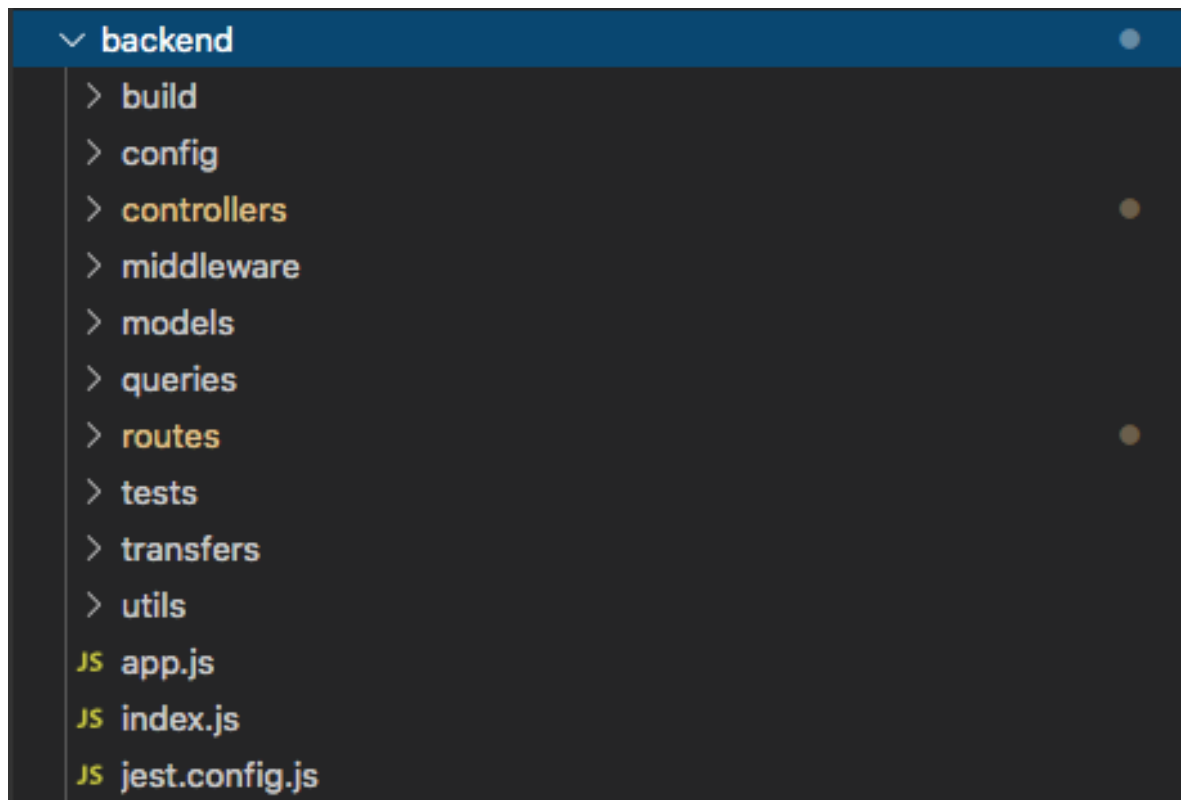 backend
build
config
controllers
middleware
models
queries
routes
tests
transfers
utils
JS app.js
JS index.js
JS jest.config.js